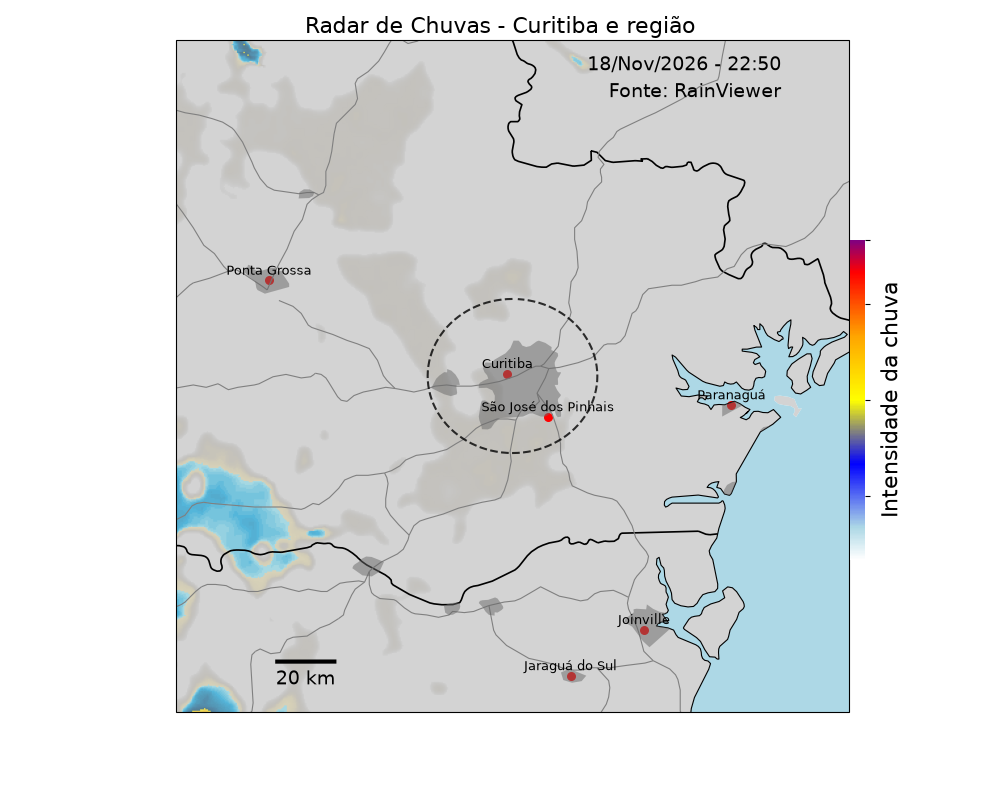 Radar de Chuvas - Curitiba e região
18/Nov/2026 - 22:50
Fonte: RainViewer
Ponta Grossa
Curitiba
São José dos Pinhais
Paranaguá
Intensidade da chuva
Joinville
Jaraguá do Sul
20 km